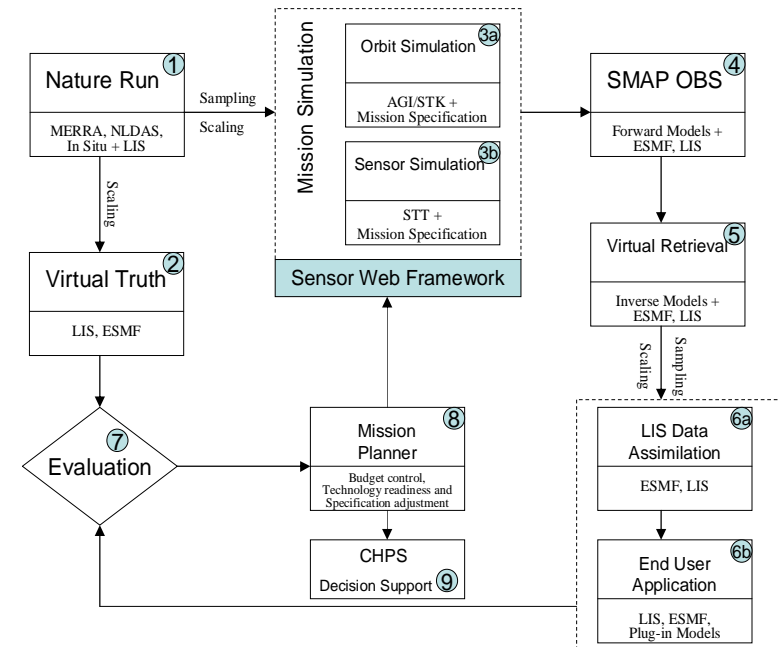 1
Nature Run
MERRA, NLDAS,
In Situ + LIS
Sampling
Scaling
Mission Simulation
3a
Orbit Simulation
AGI/STK +
Mission Specification
3b
Sensor Simulation
STT +
Mission Specification
Sensor Web Framework
4
SMAP OBS
Forward Models +
ESMF, LIS
Scaling
2
Virtual Truth
LIS, ESMF
5
Virtual Retrieval
Inverse Models +
ESMF, LIS
Scaling
Sampling
7
Evaluation
8
Mission
Planner
Budget control,
Technology readiness and
Specification adjustment
CHPS
Decision Support 9
6a
LIS Data
Assimilation
ESMF, LIS
6b
End User
Application
LIS, ESMF,
Plug-in Models